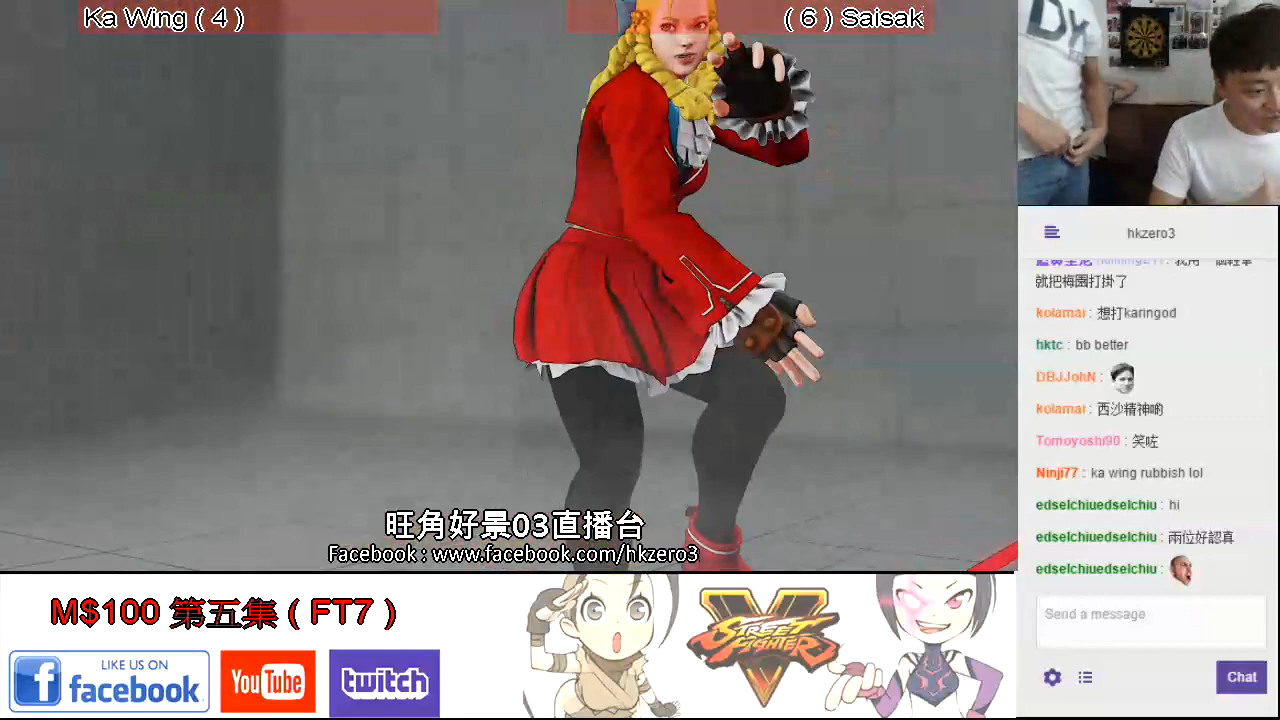 Ka Wing ( 4 )
( 6 ) Saisak
DX
hkzero3
就把梅園打掛了
kolamai : 想打karingod
hktc : bb better
DBJJohN :
kolamai : 西沙精神喲
Tomoyoshi90 : 笑咗
Ninji77 : ka wing rubbish lol
edselchiuedselchiu : hi
edselchiuedselchiu : 兩位好認真
edselchiuedselchiu :
Send a message
Chat
旺角好景03直播台
Facebook : www.facebook.com/hkzero3
M$100 第五集 ( FT7 )
LIKE US ON
facebook
YouTube
twitch
V
STREET
FIGHTER